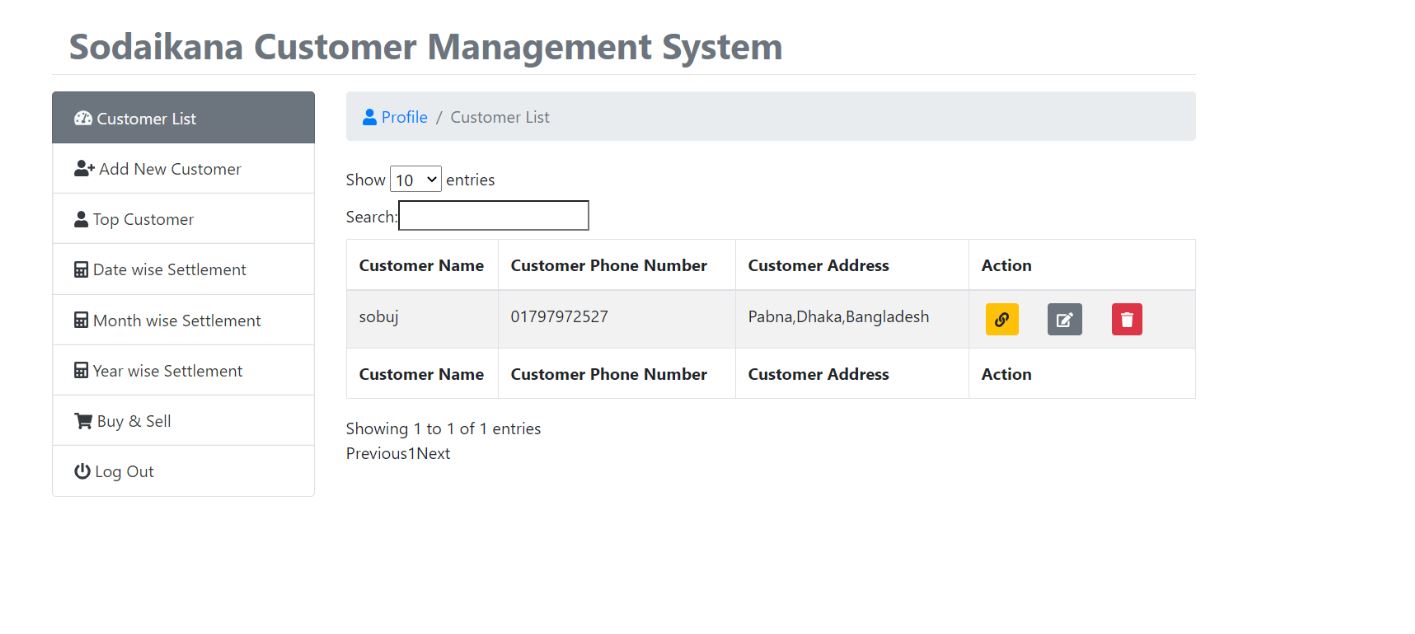 Sodaikana Customer Management System
Customer List
Add New Customer
Top Customer
Date wise Settlement
Month wise Settlement
Year wise Settlement
Buy & Sell
Log Out
Profile / Customer List
Show 10 entries
Search:
Customer Name Customer Phone Number Customer Address Action
sobuj 01797972527 Pabna,Dhaka,Bangladesh
Customer Name Customer Phone Number Customer Address Action
Showing 1 to 1 of 1 entries
Previous1Next